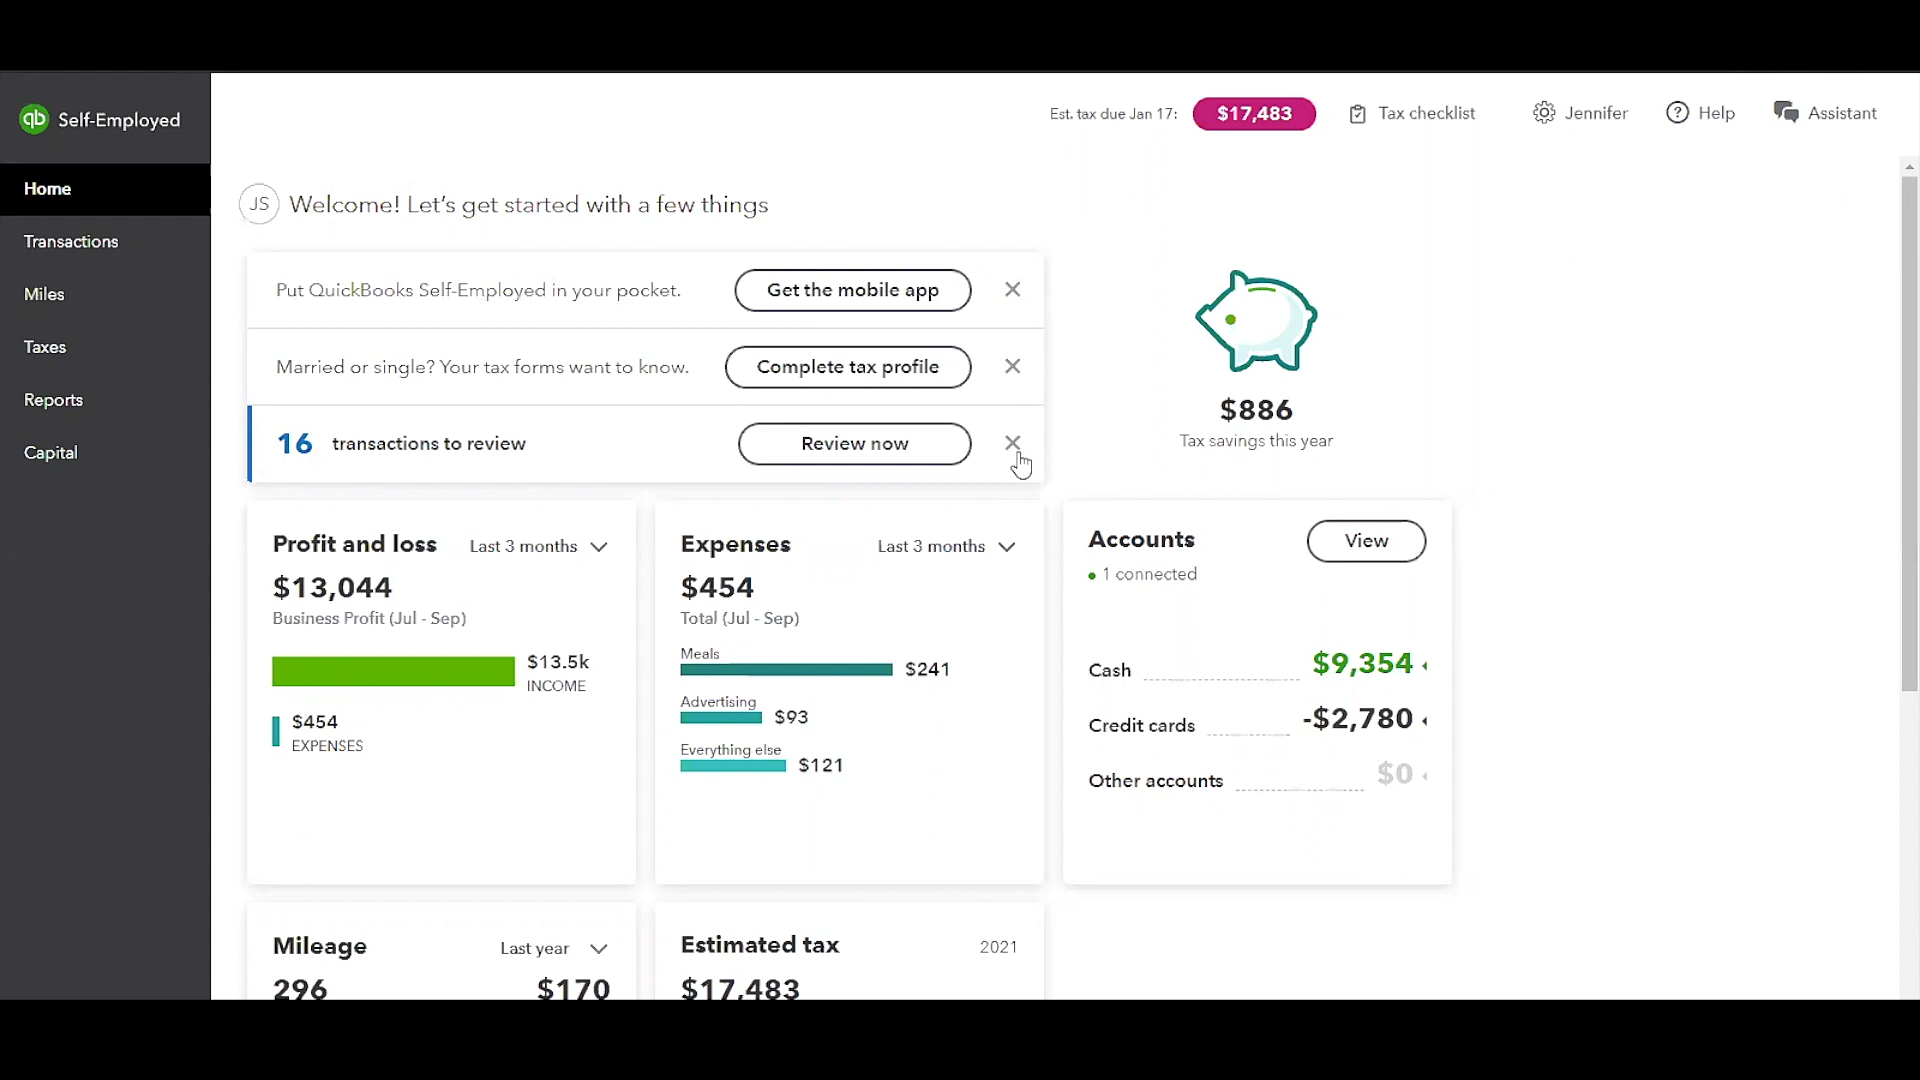 qb Self-Employed
Est. tax due Jan 17: $17,483 Tax checklist Jennifer Help Assistant
Home
Transactions
Miles
Taxes
Reports
Capital
JS Welcome! Let's get started with a few things
Put QuickBooks Self-Employed in your pocket. Get the mobile app
Married or single? Your tax forms want to know. Complete tax profile
16 transactions to review Review now
$886
Tax savings this year
Profit and loss Last 3 months
$13,044
Business Profit (Jul - Sep)
$13.5k
INCOME
$454
EXPENSES
Expenses Last 3 months
$454
Total (Jul - Sep)
Meals
$241
Advertising
$93
Everything else
$121
Accounts View
1 connected
Cash $9,354
Credit cards -$2,780
Other accounts $0
Mileage Last year
296 $170
Estimated tax 2021
$17,483